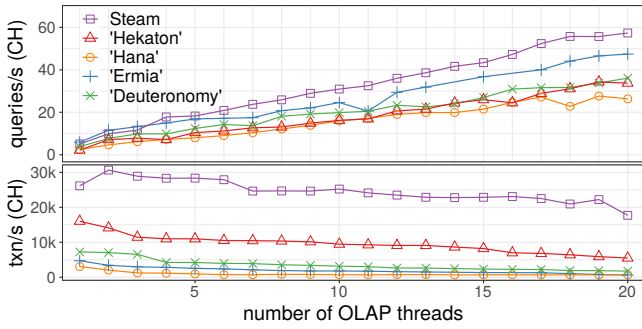 queries/s (CH)
60
40
20
0
Steam
'Hekaton'
'Hana'
'Ermia'
'Deuteronomy'
txn/s (CH)
30k
20k
10k
0
5
10
15
20
number of OLAP threads